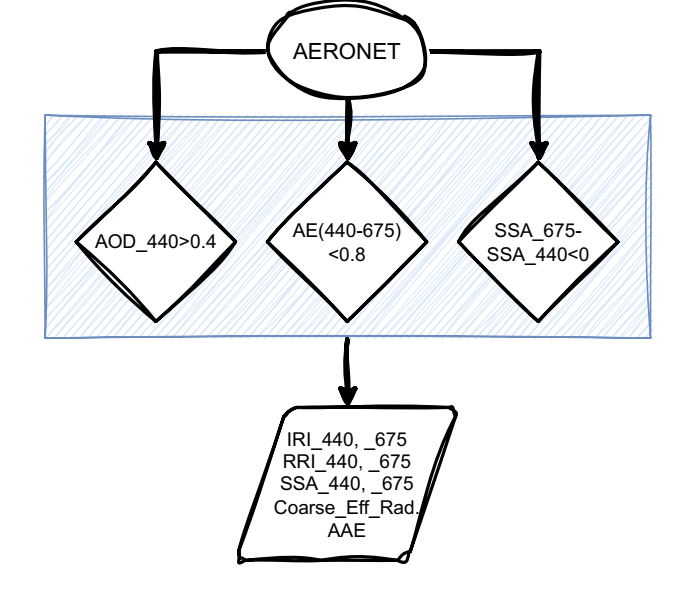 AERONET
AOD_440>0.4
AE(440-675)
<0.8
SSA_675-
SSA_440<0
IRI_440, _675
RRI_440, _675
SSA_440, _675
Coarse_Eff_Rad.
AAE